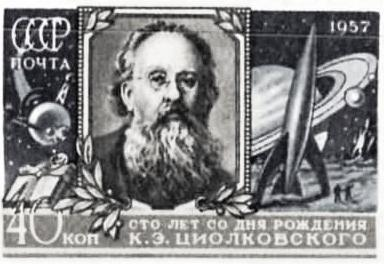 СССР
ПОЧТА
1957
40 КОП
СТО ЛЕТ СО ДНЯ РОЖДЕНИЯ
К.Э. ЦИОЛКОВСКОГО